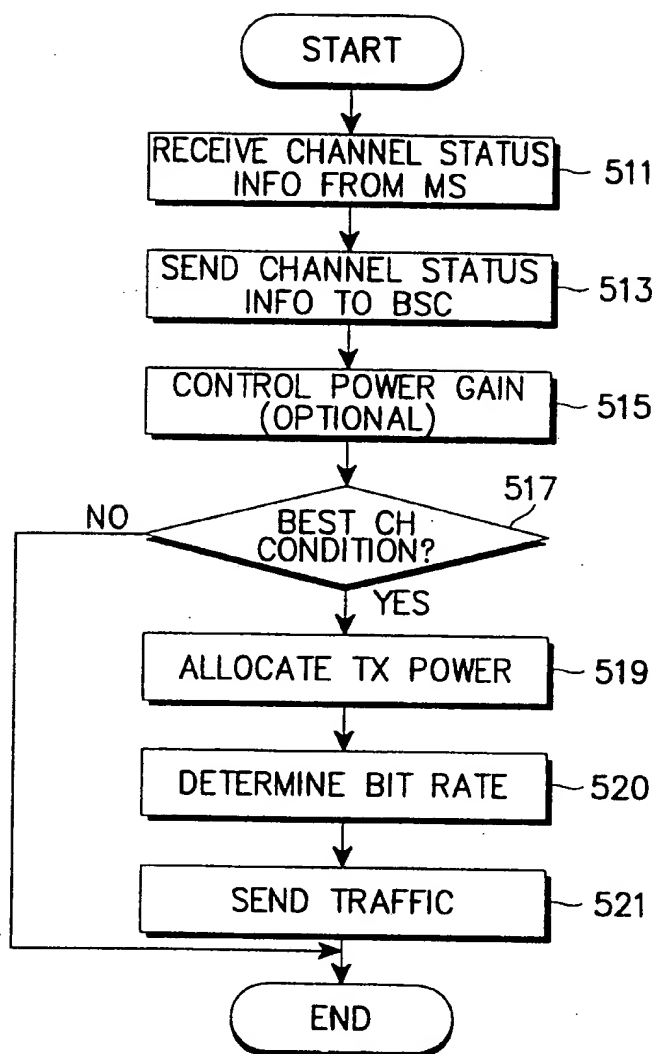 START
RECEIVE CHANNEL STATUS
INFO FROM MS
511
SEND CHANNEL STATUS
INFO TO BSC
513
CONTROL POWER GAIN
(OPTIONAL)
515
517
NO
BEST CH
CONDITION?
YES
ALLOCATE TX POWER
519
DETERMINE BIT RATE
520
SEND TRAFFIC
521
END